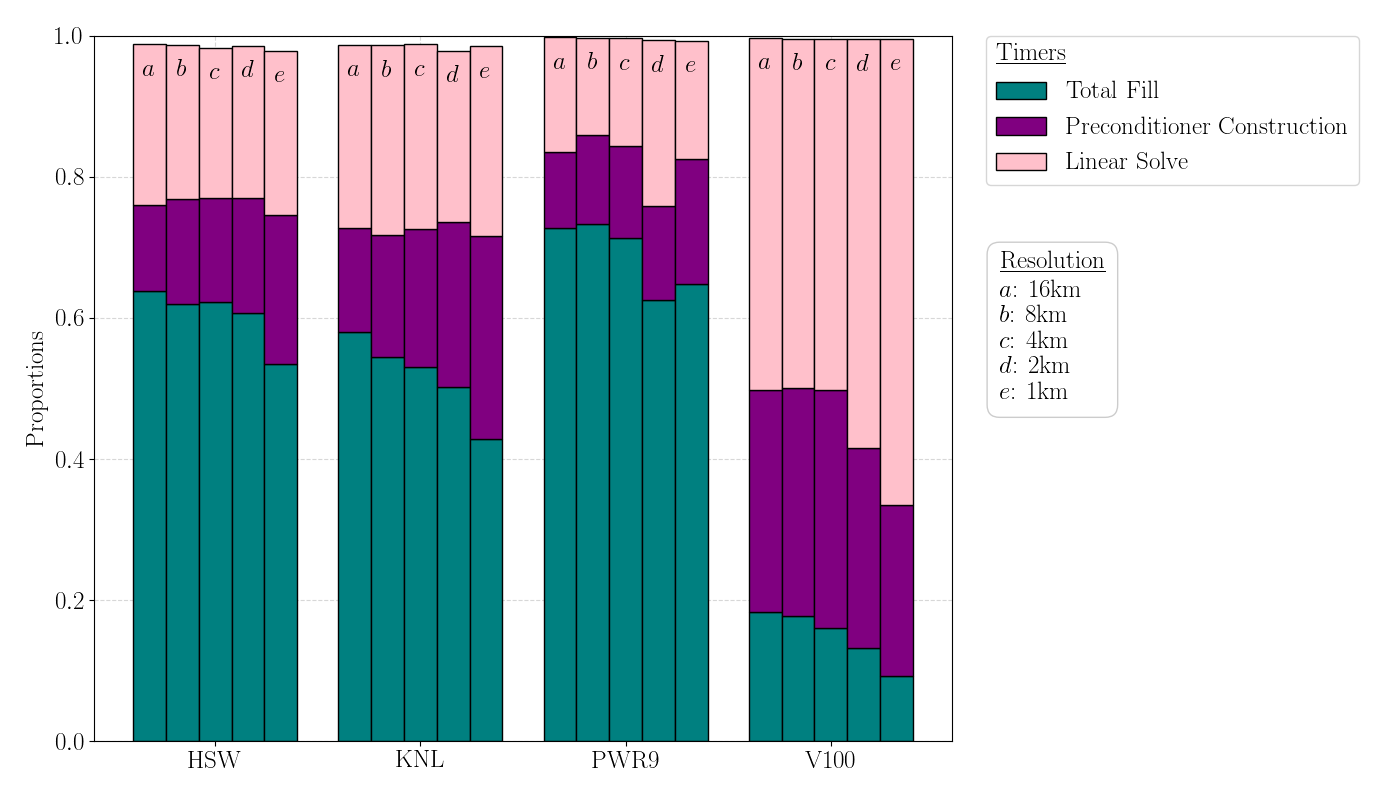 1.0
0.8
0.6
0.4
0.2
0.0
Proportions
a b c d e
a b c d e
a b c d e
a b c d e
HSW KNL PWR9 V100
Timers
Total Fill
Preconditioner Construction
Linear Solve
Resolution
a: 16km
b: 8km
c: 4km
d: 2km
e: 1km